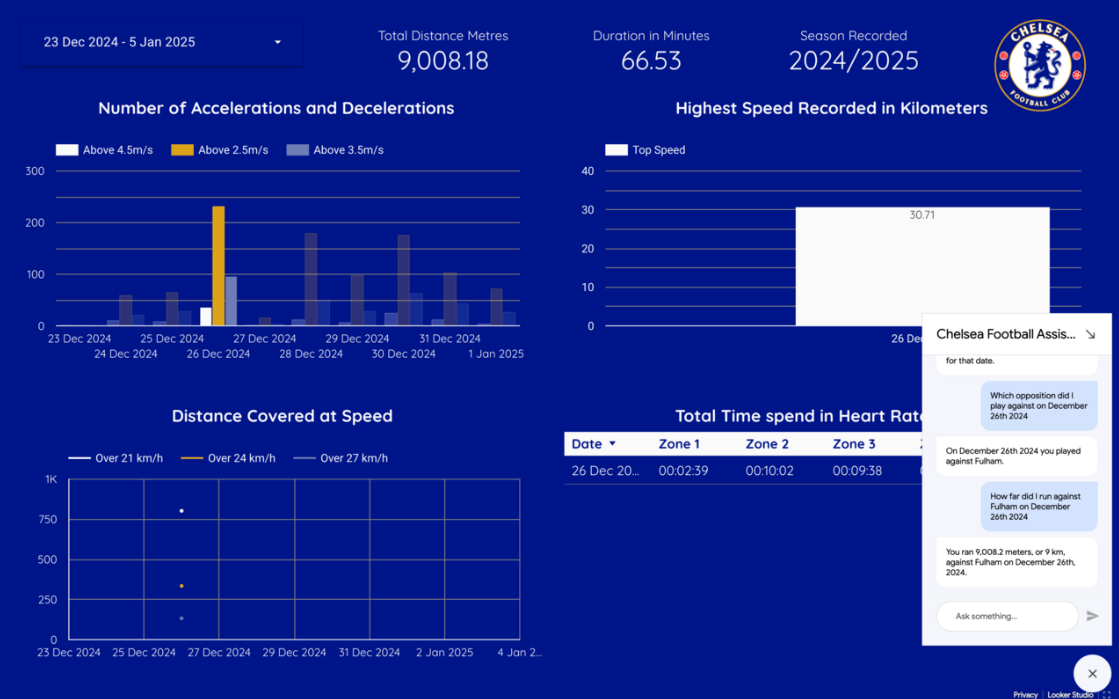 23 Dec 2024 - 5 Jan 2025
Total Distance Metres
9,008.18
Duration in Minutes
66.53
Season Recorded
2024/2025
CHELSEA
FOOTBALL CLUB
Number of Accelerations and Decelerations
Above 4.5m/s Above 2.5m/s Above 3.5m/s
300
200
100
0
23 Dec 2024 25 Dec 2024 27 Dec 2024 29 Dec 2024 31 Dec 2024
24 Dec 2024 26 Dec 2024 28 Dec 2024 30 Dec 2024 1 Jan 2025
Highest Speed Recorded in Kilometers
Top Speed
40
30
20
10
0
30.71
26 De
Distance Covered at Speed
Over 21 km/h Over 24 km/h Over 27 km/h
1K
750
500
250
0
23 Dec 2024 25 Dec 2024 27 Dec 2024 29 Dec 2024 31 Dec 2024 2 Jan 2025 4 Jan 2...
Total Time spend in Heart Rate
Date Zone 1 Zone 2 Zone 3
26 Dec 20... 00:02:39 00:10:02 00:09:38
Chelsea Football Assis...
for that date.
Which opposition did I
play against on December
26th 2024
On December 26th 2024 you played
against Fulham.
How far did I run against
Fulham on December
26th 2024
You ran 9,008.2 meters, or 9 km,
against Fulham on December 26th,
2024.
Ask something...
Privacy Looker Studio